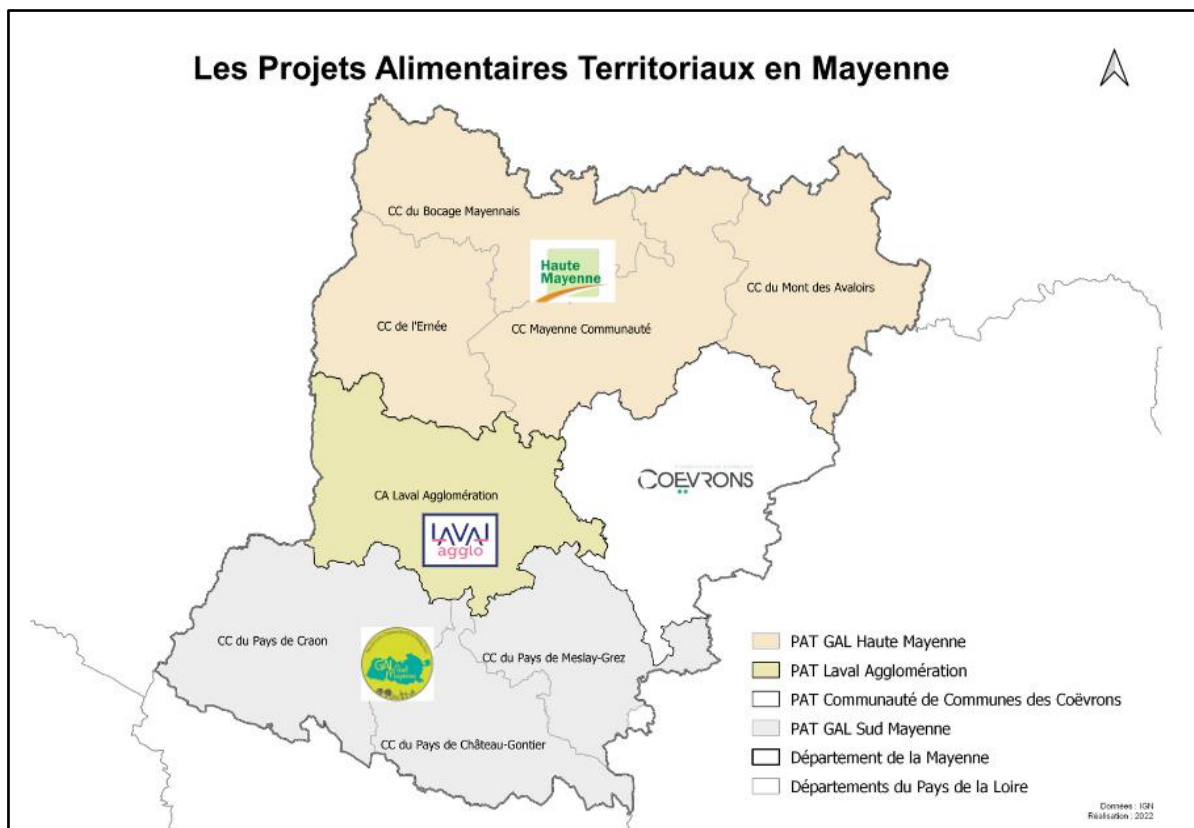 Les Projets Alimentaires Territoriaux en Mayenne
CC du Bocage Mayennais
Haute
Mayenne
CC du Mont des Avaloirs
CC de l'Ernée
CC Mayenne Communauté
COEVRONS
CA Laval Agglomération
LAVAL
agglo
CC du Pays de Craon
GAL Sud
Mayenne
CC du Pays de Meslay-Grez
CC du Pays de Château-Gontier
PAT GAL Haute Mayenne
PAT Laval Agglomération
PAT Communauté de Communes des Coëvrons
PAT GAL Sud Mayenne
Département de la Mayenne
Départements du Pays de la Loire
Données : IGN
Réalisation : 2022